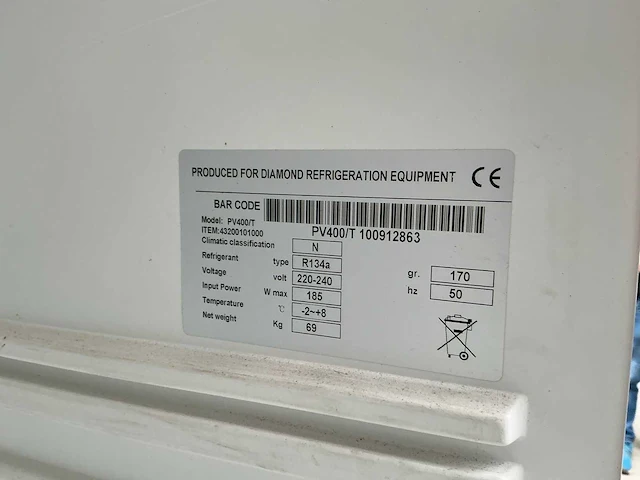 PRODUCED FOR DIAMOND REFRIGERATION EQUIPMENT CE
BAR CODE
PV400/T 100912863
Model: PV400/T
ITEM:43200101000
Climatic classification N
Refrigerant type R134a gr. 170
Voltage volt 220-240 hz 50
Input Power W max 185
Temperature °C -2~+8
Net weight Kg 69